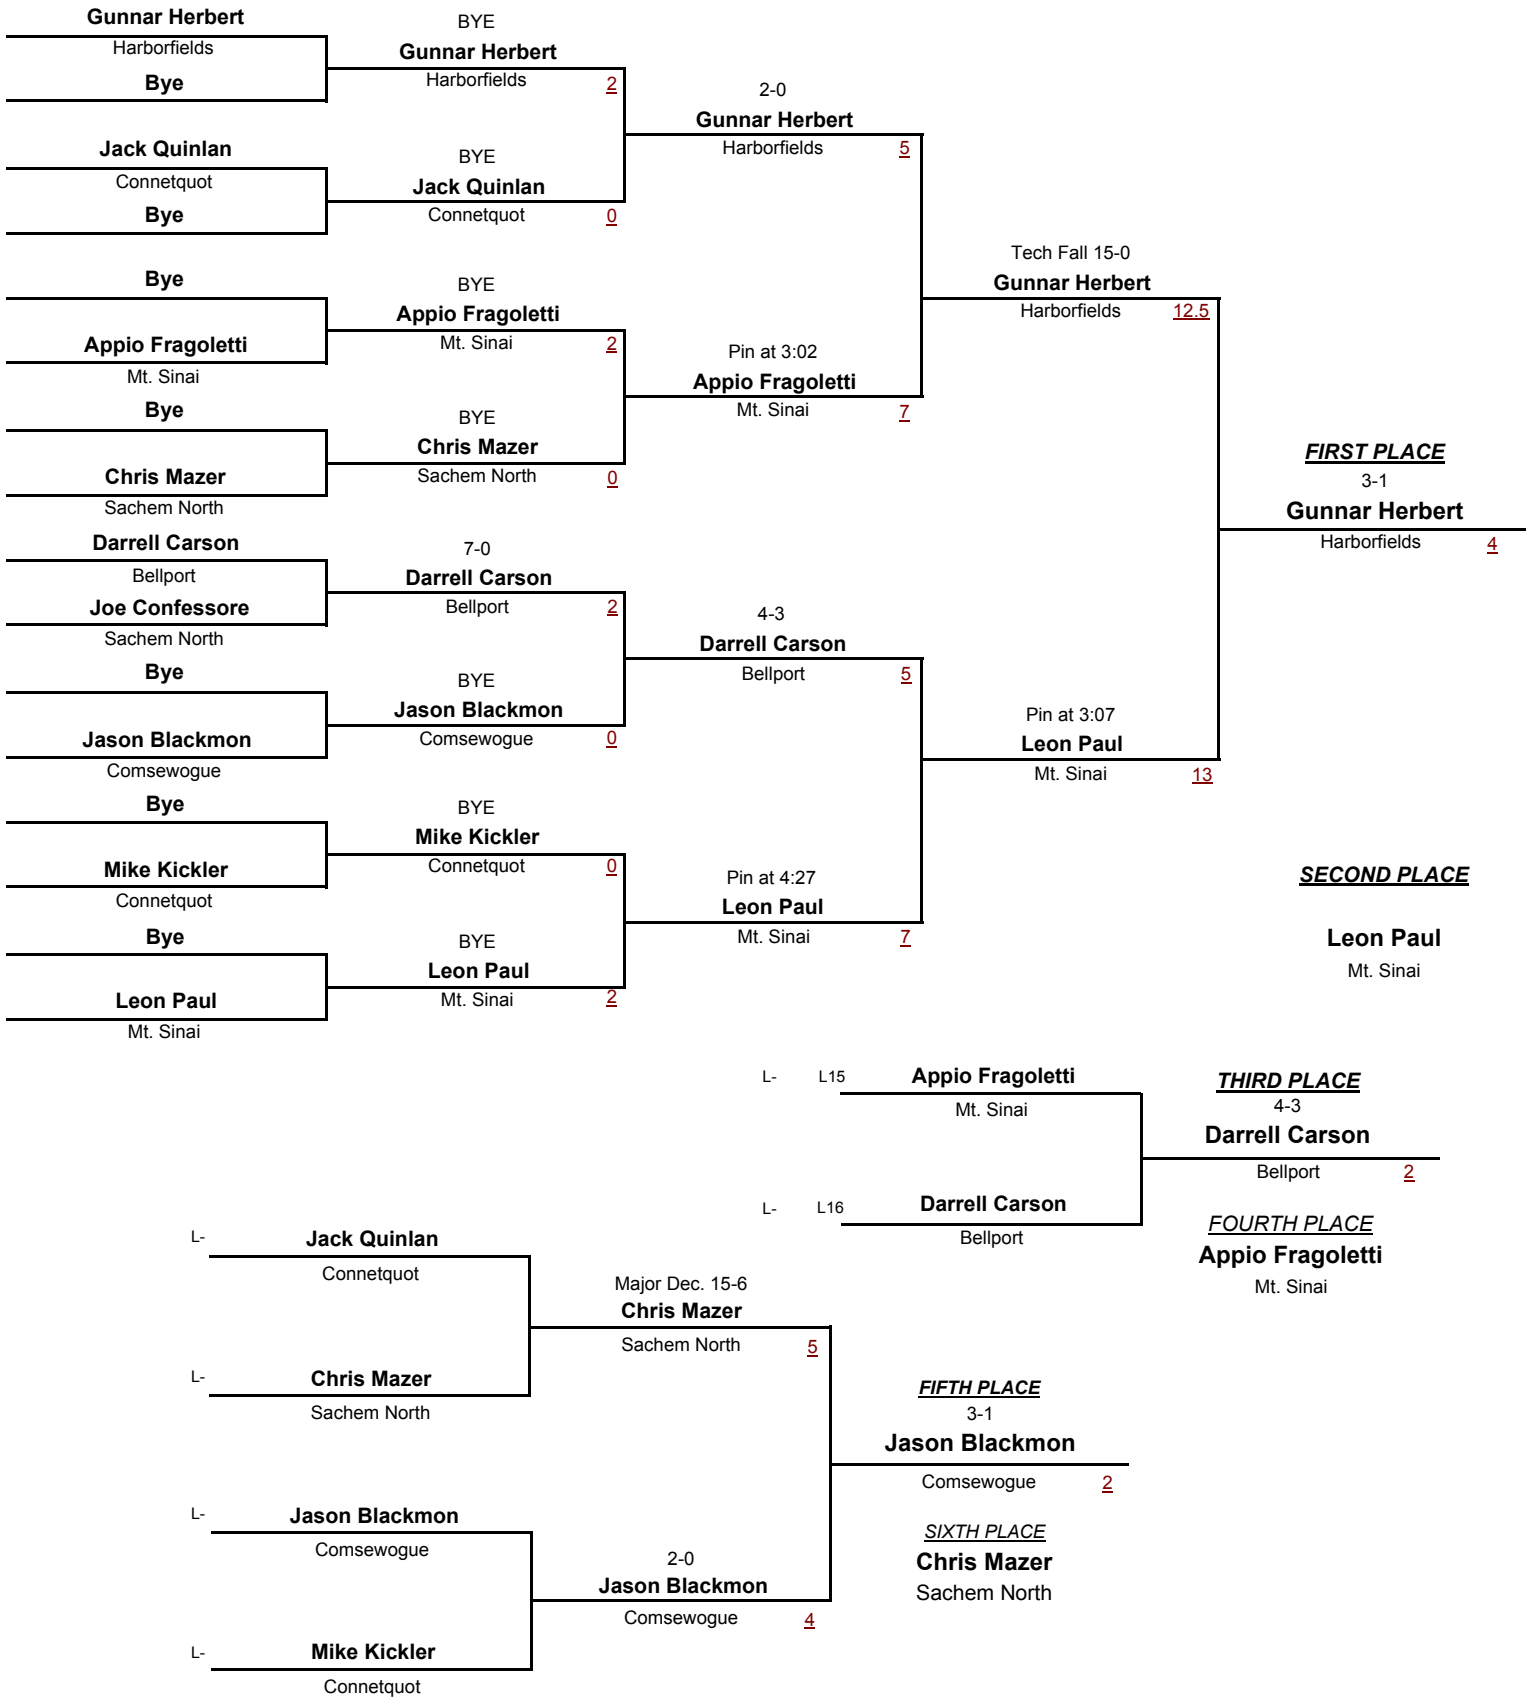 Gunnar Herbert
Harborfields
Bye
Jack Quinlan
Connetquot
Bye
Bye
Appio Fragoletti
Mt. Sinai
Bye
Chris Mazer
Sachem North
Darrell Carson
Bellport
Joe Confessore
Sachem North
Bye
Jason Blackmon
Comsewogue
Bye
Mike Kickler
Connetquot
Bye
Leon Paul
Mt. Sinai
BYE
Gunnar Herbert
Harborfields 2
BYE
Jack Quinlan
Connetquot 0
BYE
Appio Fragoletti
Mt. Sinai 2
BYE
Chris Mazer
Sachem North 0
7-0
Darrell Carson
Bellport 2
BYE
Jason Blackmon
Comsewogue 0
BYE
Mike Kickler
Connetquot 0
BYE
Leon Paul
Mt. Sinai 2
2-0
Gunnar Herbert
Harborfields 5
Pin at 3:02
Appio Fragoletti
Mt. Sinai 7
4-3
Darrell Carson
Bellport 5
Pin at 4:27
Leon Paul
Mt. Sinai 7
Tech Fall 15-0
Gunnar Herbert
Harborfields 12.5
Pin at 3:07
Leon Paul
Mt. Sinai 13
FIRST PLACE
3-1
Gunnar Herbert
Harborfields 4
SECOND PLACE
Leon Paul
Mt. Sinai
L- L15 Appio Fragoletti
Mt. Sinai
L- L16 Darrell Carson
Bellport
THIRD PLACE
4-3
Darrell Carson
Bellport 2
FOURTH PLACE
Appio Fragoletti
Mt. Sinai
L- Jack Quinlan
Connetquot
L- Chris Mazer
Sachem North
L- Jason Blackmon
Comsewogue
L- Mike Kickler
Connetquot
Major Dec. 15-6
Chris Mazer
Sachem North 5
2-0
Jason Blackmon
Comsewogue 4
FIFTH PLACE
3-1
Jason Blackmon
Comsewogue 2
SIXTH PLACE
Chris Mazer
Sachem North